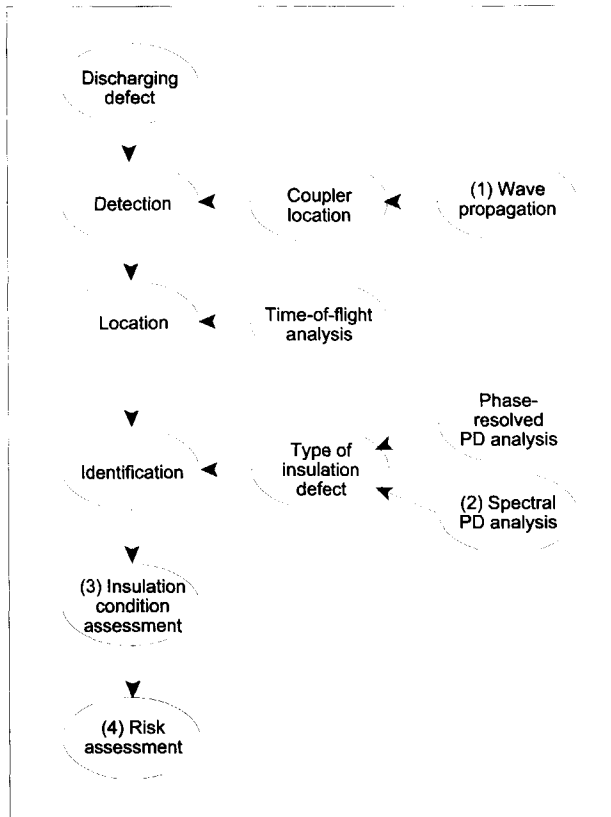 Discharging
defect
Detection
Coupler
location
(1) Wave
propagation
Location
Time-of-flight
analysis
Phase-
resolved
PD analysis
Identification
Type of
insulation
defect
(2) Spectral
PD analysis
(3) Insulation
condition
assessment
(4) Risk
assessment